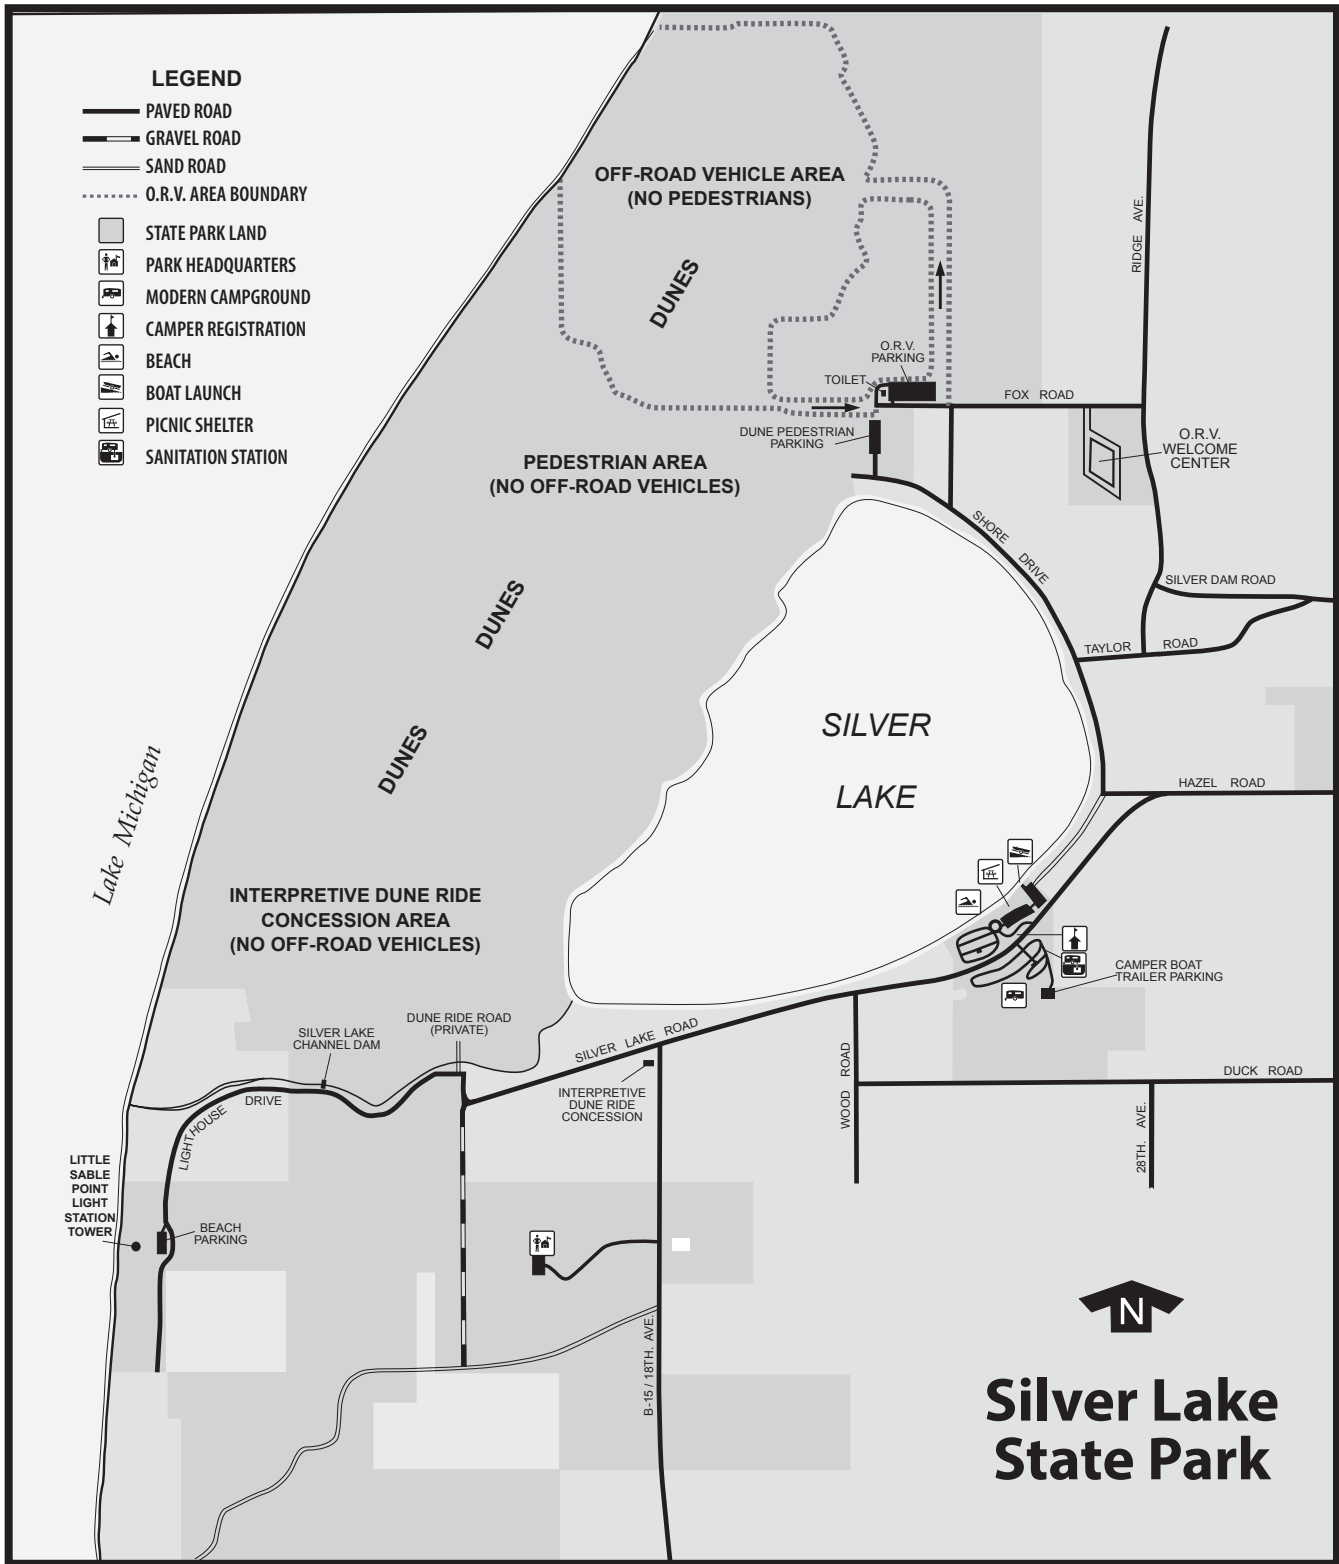 LEGEND
PAVED ROAD
GRAVEL ROAD
SAND ROAD
O.R.V. AREA BOUNDARY
STATE PARK LAND
PARK HEADQUARTERS
MODERN CAMPGROUND
CAMPER REGISTRATION
BEACH
BOAT LAUNCH
PICNIC SHELTER
SANITATION STATION
OFF-ROAD VEHICLE AREA
(NO PEDESTRIANS)
DUNES
RIDGE AVE.
O.R.V.
PARKING
TOILET
FOX ROAD
DUNE PEDESTRIAN
PARKING
O.R.V.
WELCOME
CENTER
PEDESTRIAN AREA
(NO OFF-ROAD VEHICLES)
SHORE DRIVE
DUNES
SILVER DAM ROAD
TAYLOR ROAD
SILVER
LAKE
DUNES
Lake Michigan
HAZEL ROAD
INTERPRETIVE DUNE RIDE
CONCESSION AREA
(NO OFF-ROAD VEHICLES)
CAMPER BOAT
TRAILER PARKING
DUNE RIDE ROAD
(PRIVATE)
SILVER LAKE
CHANNEL DAM
SILVER LAKE ROAD
WOOD ROAD
DUCK ROAD
INTERPRETIVE
DUNE RIDE
CONCESSION
LIGHTHOUSE DRIVE
28TH. AVE.
LITTLE
SABLE
POINT
LIGHT
STATION
TOWER
BEACH
PARKING
B-15 / 18TH. AVE.
N
Silver Lake
State Park